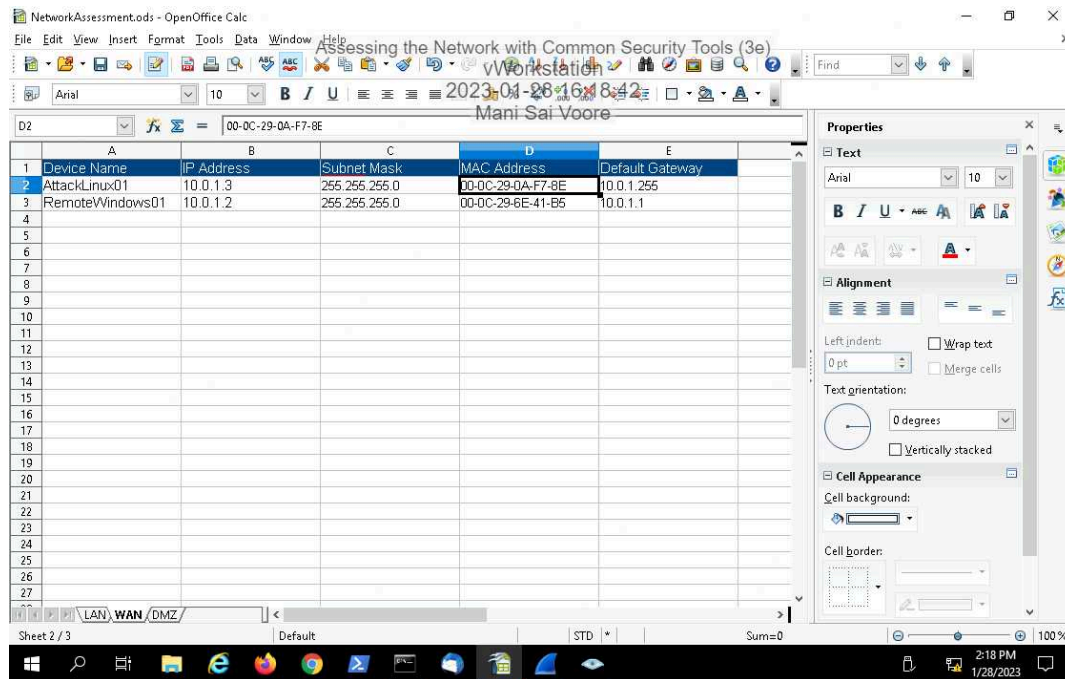 NetworkAssessment.ods - OpenOffice Calc
File Edit View Insert Format Tools Data Window Help
Assessing the Network with Common Security Tools (3e)
vWorkstation
2023-01-28 16:18:42
Mani Sai Voore
Find
Arial 10 B I U
D2 = 00-0C-29-0A-F7-8E
A B C D E
1 Device Name IP Address Subnet Mask MAC Address Default Gateway
2 AttackLinux01 10.0.1.3 255.255.255.0 00-0C-29-0A-F7-8E 10.0.1.255
3 RemoteWindows01 10.0.1.2 255.255.255.0 00-0C-29-6E-41-B5 10.0.1.1
4
5
6
7
8
9
10
11
12
13
14
15
16
17
18
19
20
21
22
23
24
25
26
27
LAN WAN DMZ
Sheet 2 / 3 Default STD * Sum=0 100 %
Properties
Text
Arial 10
B I U ABC
Alignment
Left indent:
0 pt
Wrap text
Merge cells
Text orientation:
0 degrees
Vertically stacked
Cell Appearance
Cell background:
Cell border:
2:18 PM
1/28/2023